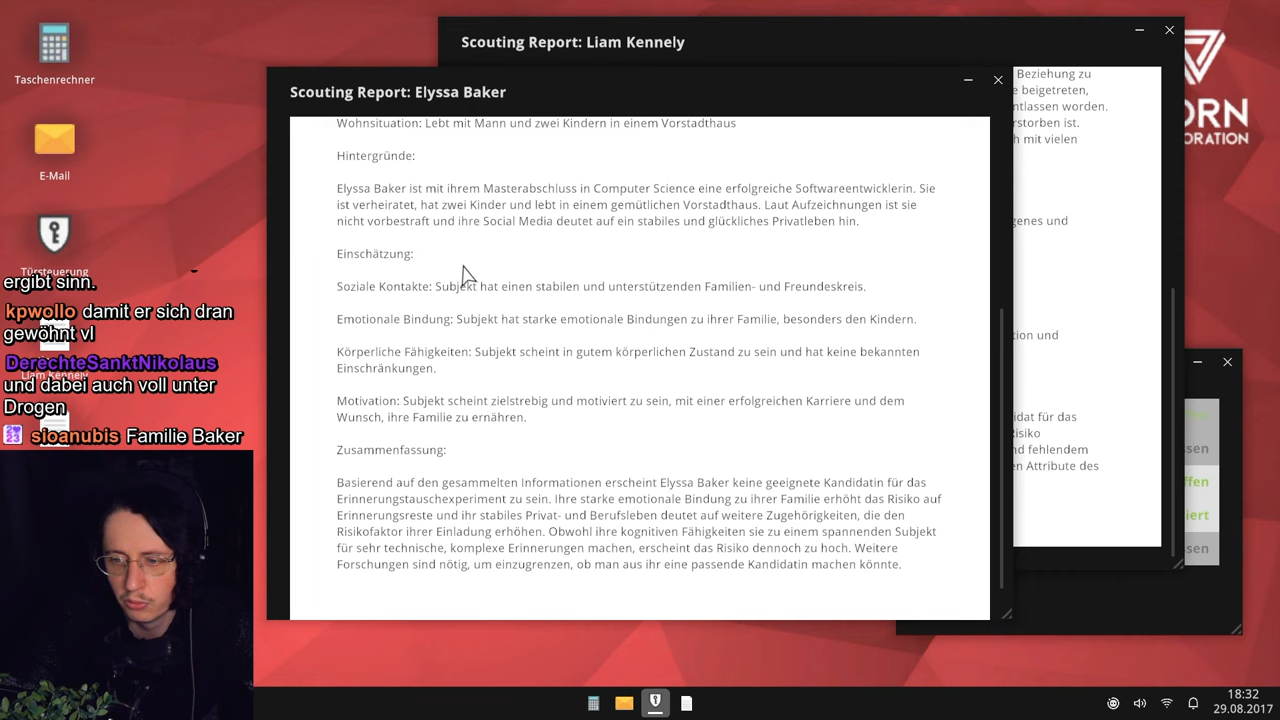 Taschenrechner
E-Mail
Türsteuerung
Liam Kennely
ergibt sinn.
kpwollo damit er sich dran
gewöhnt vl
DerechteSanktNikolaus
und dabei auch voll unter
Drogen
sloanubis Familie Baker
Scouting Report: Liam Kennely
Beziehung zu
e beigetreten,
ntlassen worden.
rstorben ist.
h mit vielen
genes und
tion und
idat für das
Risiko
nd fehlendem
en Attribute des
ORN
PORATION
Scouting Report: Elyssa Baker
Wohnsituation: Lebt mit Mann und zwei Kindern in einem Vorstadthaus
Hintergründe:
Elyssa Baker ist mit ihrem Masterabschluss in Computer Science eine erfolgreiche Softwareentwicklerin. Sie
ist verheiratet, hat zwei Kinder und lebt in einem gemütlichen Vorstadthaus. Laut Aufzeichnungen ist sie
nicht vorbestraft und ihre Social Media deutet auf ein stabiles und glückliches Privatleben hin.
Einschätzung:
Soziale Kontakte: Subjekt hat einen stabilen und unterstützenden Familien- und Freundeskreis.
Emotionale Bindung: Subjekt hat starke emotionale Bindungen zu ihrer Familie, besonders den Kindern.
Körperliche Fähigkeiten: Subjekt scheint in gutem körperlichen Zustand zu sein und hat keine bekannten
Einschränkungen.
Motivation: Subjekt scheint zielstrebig und motiviert zu sein, mit einer erfolgreichen Karriere und dem
Wunsch, ihre Familie zu ernähren.
Zusammenfassung:
Basierend auf den gesammelten Informationen erscheint Elyssa Baker keine geeignete Kandidatin für das
Erinnerungstauschexperiment zu sein. Ihre starke emotionale Bindung zu ihrer Familie erhöht das Risiko auf
Erinnerungsreste und ihr stabiles Privat- und Berufsleben deutet auf weitere Zugehörigkeiten, die den
Risikofaktor ihrer Einladung erhöhen. Obwohl ihre kognitiven Fähigkeiten sie zu einem spannenden Subjekt
für sehr technische, komplexe Erinnerungen machen, erscheint das Risiko dennoch zu hoch. Weitere
Forschungen sind nötig, um einzugrenzen, ob man aus ihr eine passende Kandidatin machen könnte.
ssen
ffen
iert
ssen
18:32
29.08.2017